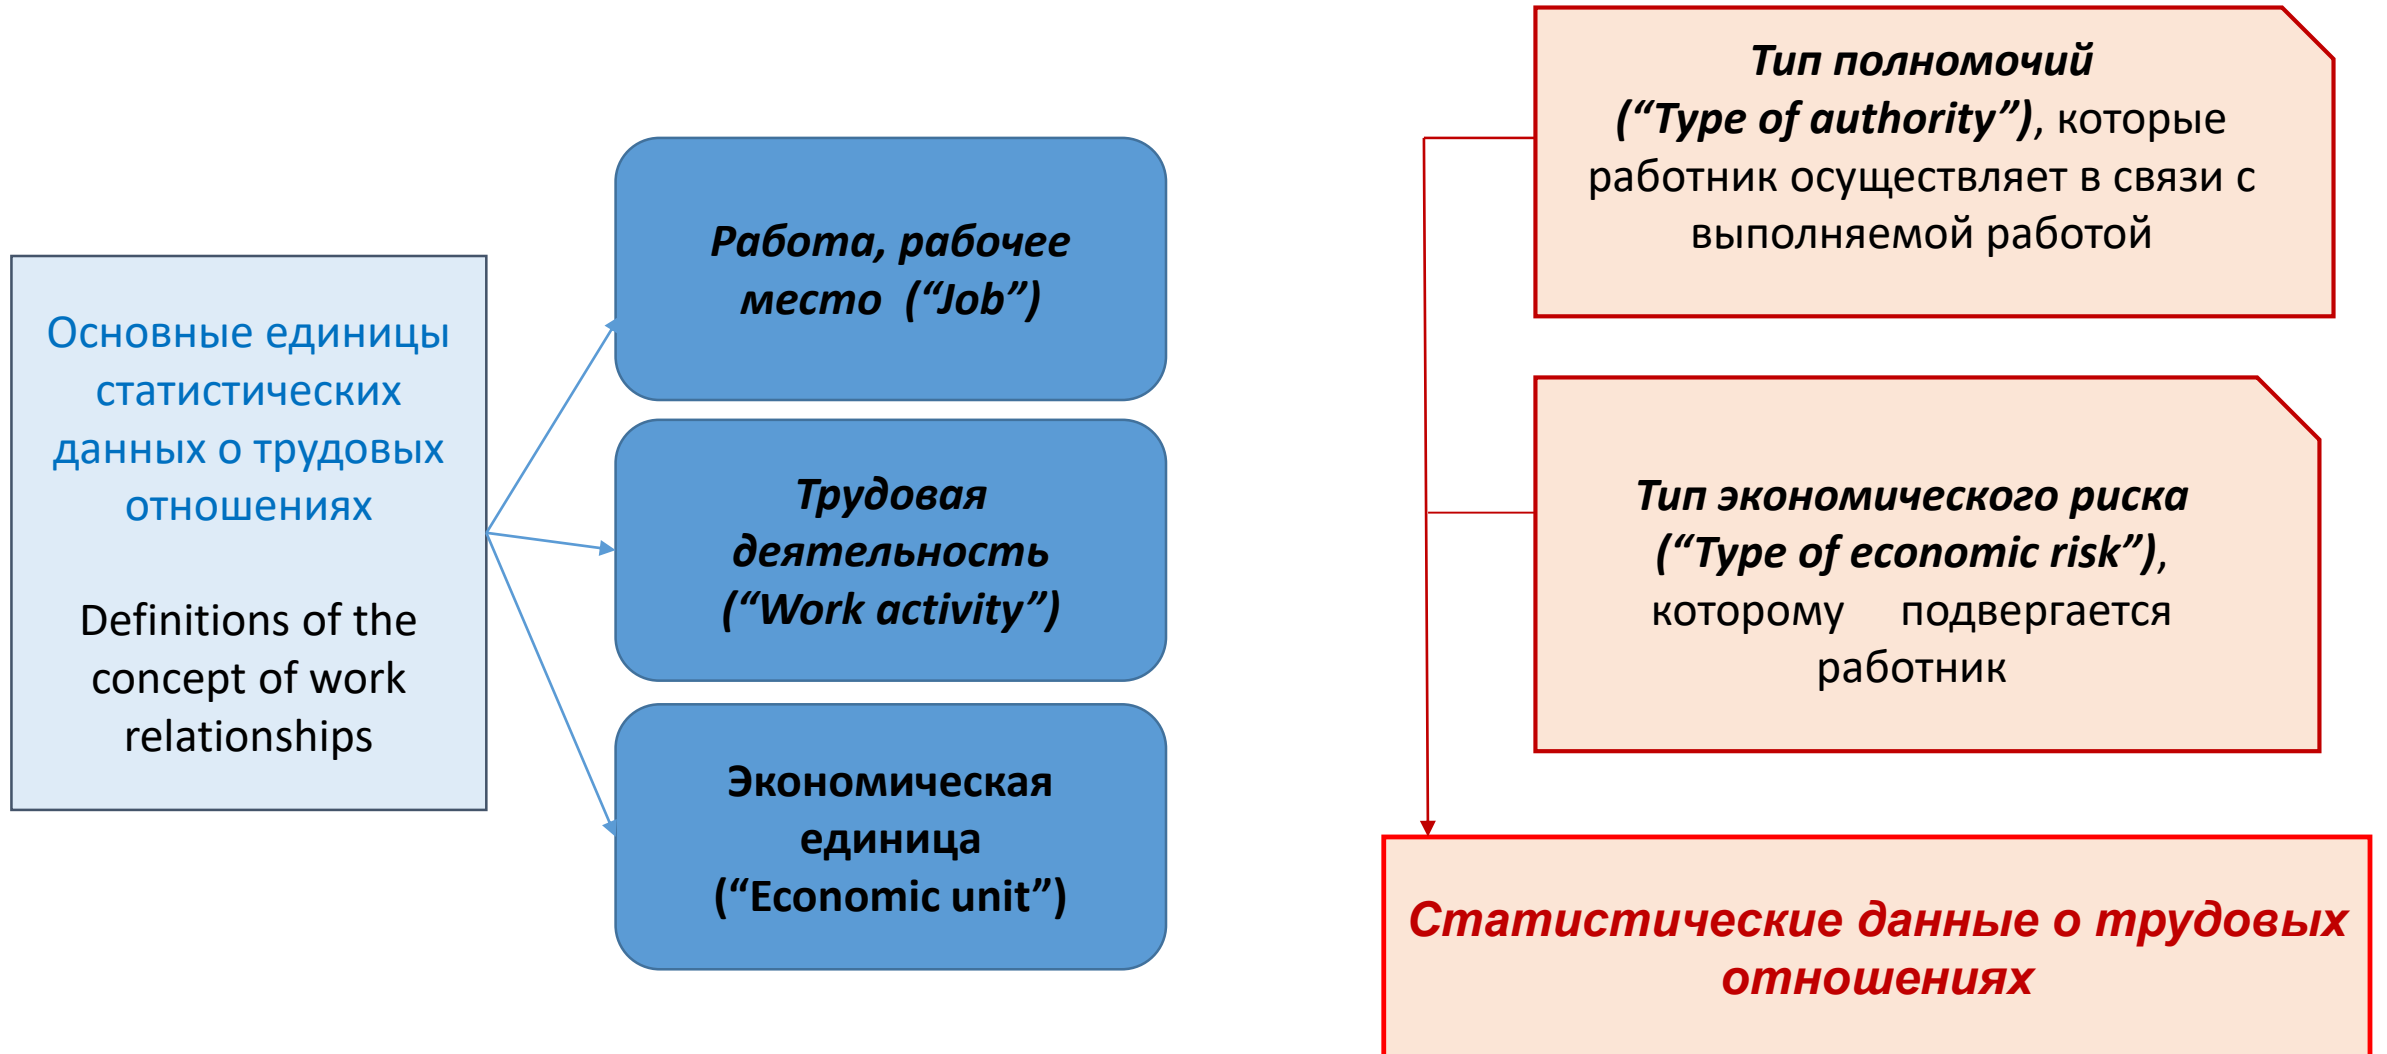 Основные единицы
статистических
данных о трудовых
отношениях
Definitions of the
concept of work
relationships
Работа, рабочее
место (“Job”)
Трудовая
деятельность
(“Work activity”)
Экономическая
единица
(“Economic unit”)
Тип полномочий
(“Type of authority”), которые
работник осуществляет в связи с
выполняемой работой
Тип экономического риска
(“Type of economic risk”),
которому подвергается
работник
Статистические данные о трудовых
отношениях